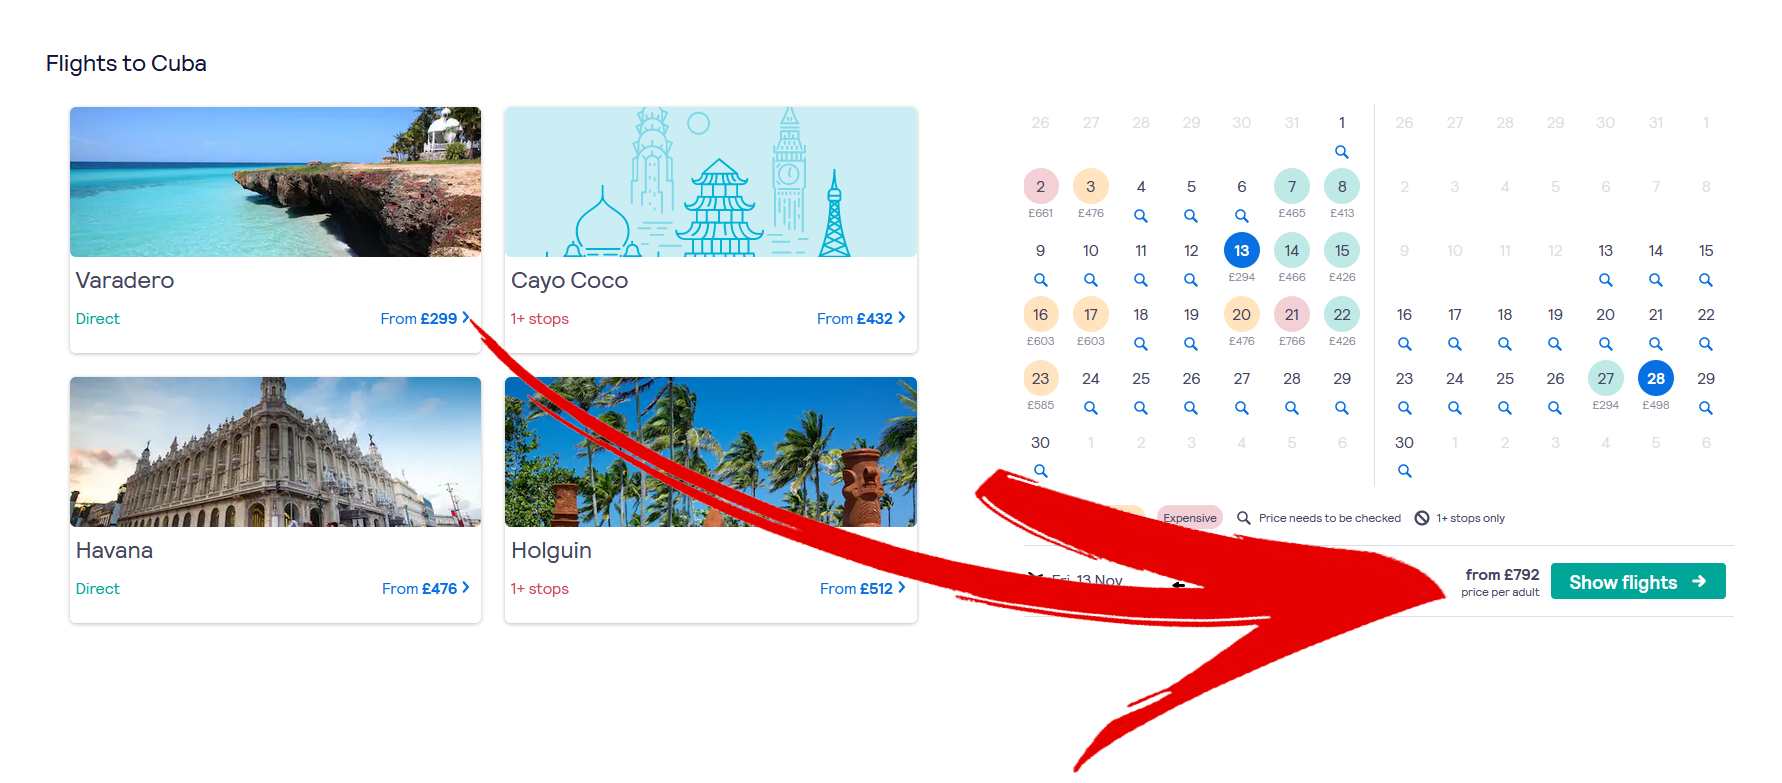 Flights to Cuba
Varadero
Direct
From £299
Cayo Coco
1+ stops
From £432
Havana
Direct
From £476
Holguin
1+ stops
From £512
26 27 28 29 30 31 1
2 3 4 5 6 7 8
£661 £476 £465 £413
9 10 11 12 13 14 15
£294 £466 £426
16 17 18 19 20 21 22
£603 £603 £476 £766 £426
23 24 25 26 27 28 29
£585
30 1 2 3 4 5 6
26 27 28 29 30 31 1
2 3 4 5 6 7 8
9 10 11 12 13 14 15
16 17 18 19 20 21 22
23 24 25 26 27 28 29
£294 £498
30 1 2 3 4 5 6
Expensive Price needs to be checked 1+ stops only
Fri, 13 Nov
from £792
price per adult
Show flights